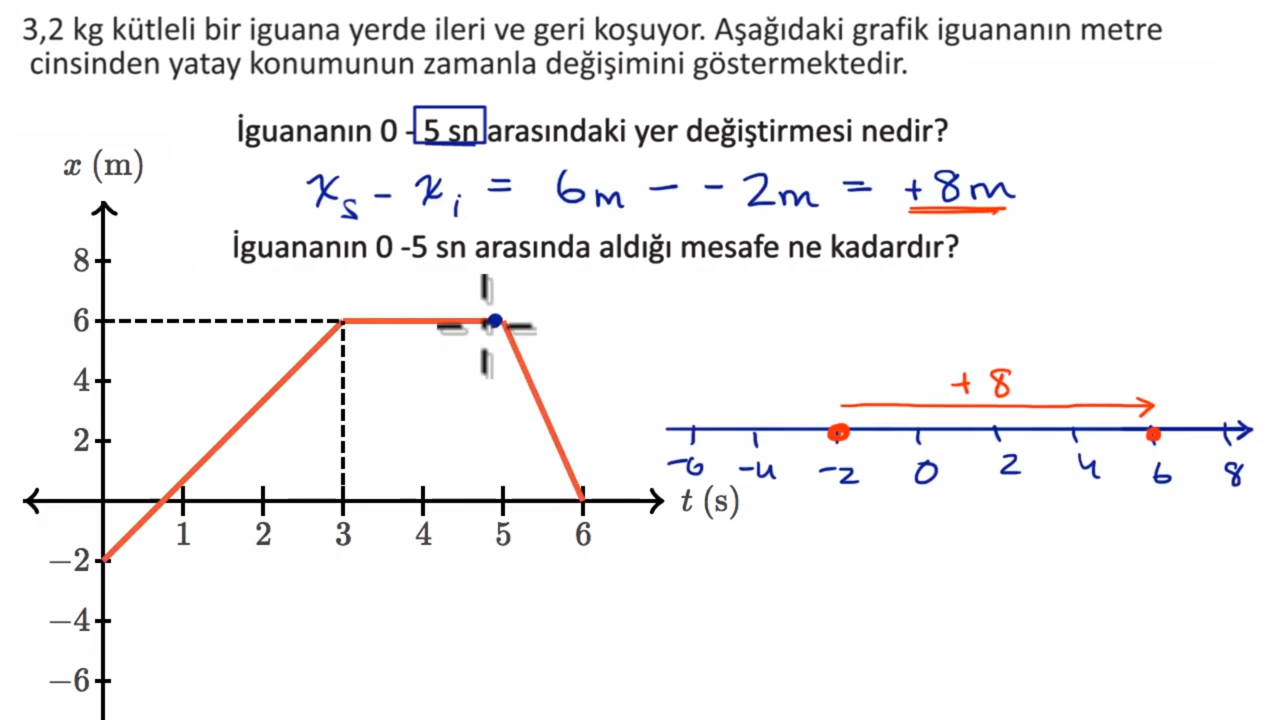 3,2 kg kütleli bir iguana yerde ileri ve geri koşuyor. Aşağıdaki grafik iguananın metre
cinsinden yatay konumunun zamanla değişimini göstermektedir.
İguananın 0 - 5 sn arasındaki yer değiştirmesi nedir?
x (m)
x_s - x_i = 6m - - 2m = +8m
İguananın 0 -5 sn arasında aldığı mesafe ne kadardır?
8
6
4
2
+ 8
-6 -4 -2 0 2 4 6 8
t (s)
1 2 3 4 5 6
−2
−4
−6